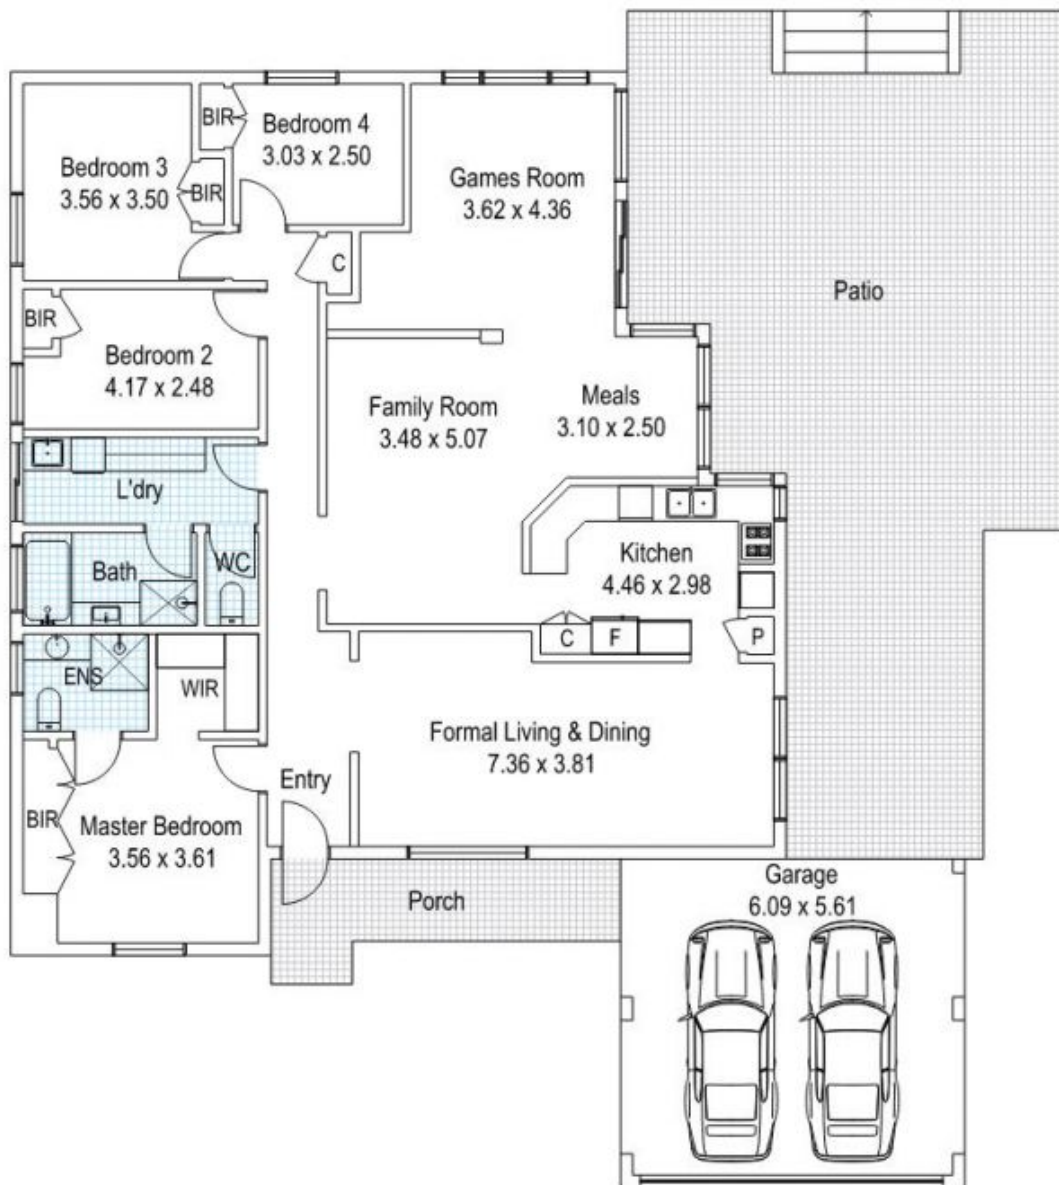 BIR
Bedroom 4
3.03 x 2.50
Bedroom 3
3.56 x 3.50
BIR
Games Room
3.62 x 4.36
C
Patio
BIR
Bedroom 2
4.17 x 2.48
Family Room
3.48 x 5.07
Meals
3.10 x 2.50
L'dry
Bath
WC
Kitchen
4.46 x 2.98
C
F
P
ENS
WIR
Formal Living & Dining
7.36 x 3.81
Entry
BIR
Master Bedroom
3.56 x 3.61
Porch
Garage
6.09 x 5.61